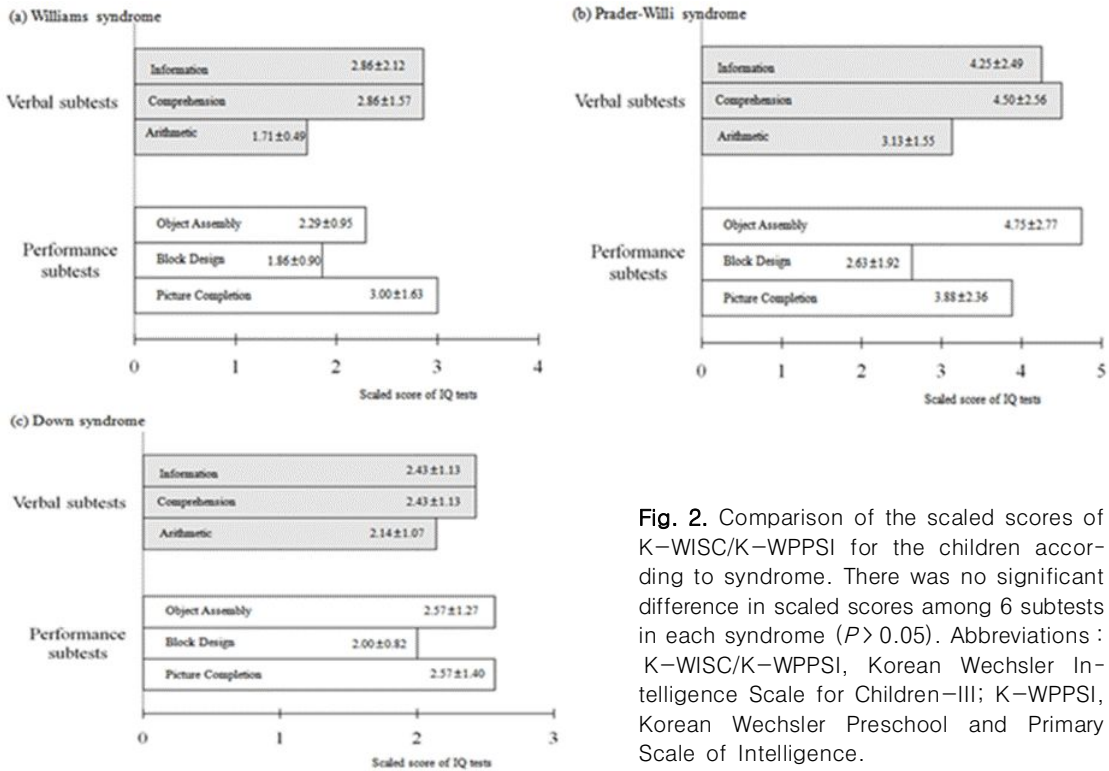 (a) Williams syndrome
Verbal subtests
Information 2.86±2.12
Comprehension 2.86±1.57
Arithmetic 1.71±0.49
Performance
subtests
Object Assembly 2.29±0.95
Block Design 1.86±0.90
Picture Completion 3.00±1.63
0 1 2 3 4
Scaled score of IQ tests
(b) Prader-Willi syndrome
Verbal subtests
Information 4.25±2.49
Comprehension 4.50±2.56
Arithmetic 3.13±1.55
Performance
subtests
Object Assembly 4.75±2.77
Block Design 2.63±1.92
Picture Completion 3.88±2.36
0 1 2 3 4 5
Scaled score of IQ tests
(c) Down syndrome
Verbal subtests
Information 2.43±1.13
Comprehension 2.43±1.13
Arithmetic 2.14±1.07
Performance
subtests
Object Assembly 2.57±1.27
Block Design 2.00±0.82
Picture Completion 2.57±1.40
0 1 2 3
Scaled score of IQ tests
Fig. 2. Comparison of the scaled scores of
K-WISC/K-WPPSI for the children accor-
ding to syndrome. There was no significant
difference in scaled scores among 6 subtests
in each syndrome (P>0.05). Abbreviations :
K-WISC/K-WPPSI, Korean Wechsler In-
telligence Scale for Children-III; K-WPPSI,
Korean Wechsler Preschool and Primary
Scale of Intelligence.